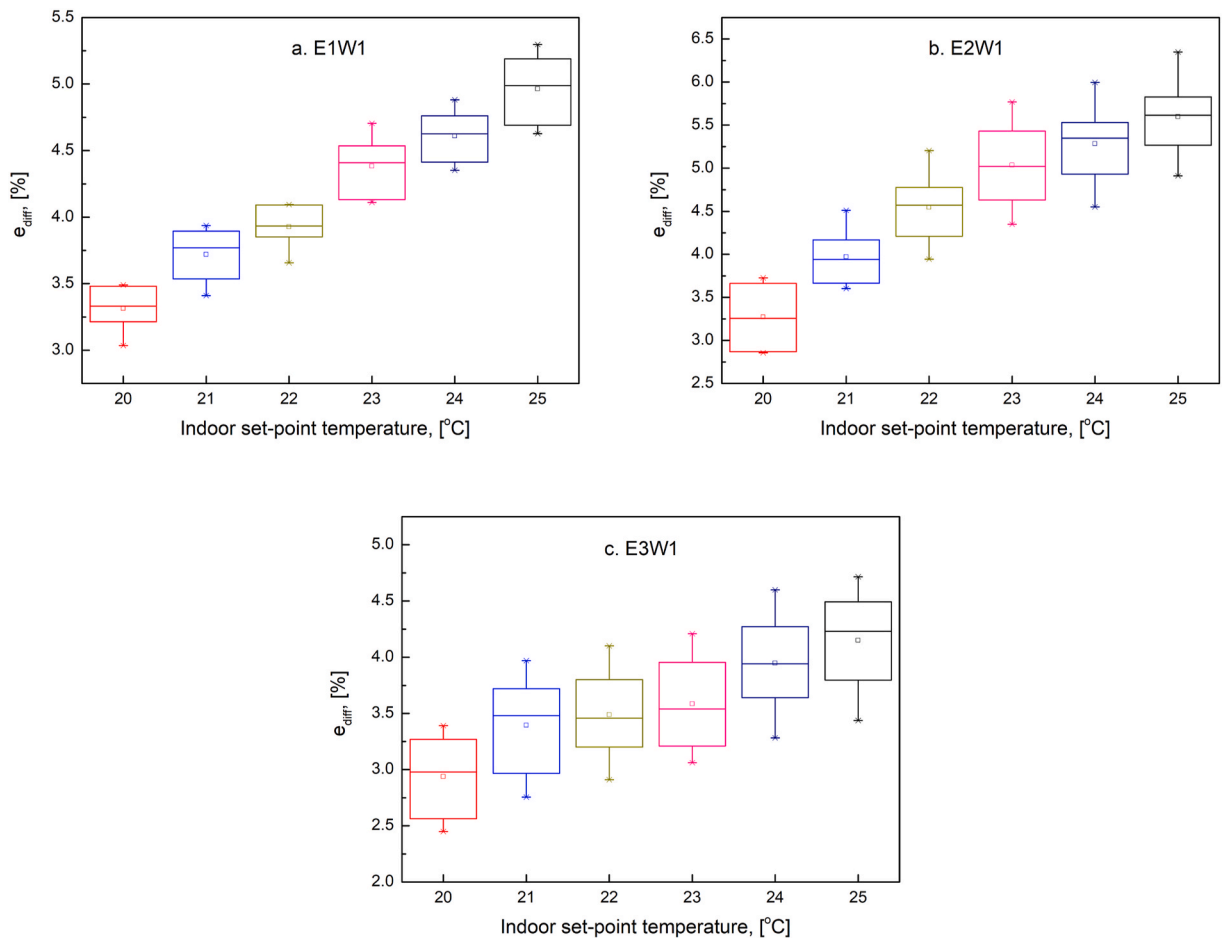 a. E1W1
5.5
5.0
4.5
4.0
3.5
3.0
e_diff, [%]
20 21 22 23 24 25
Indoor set-point temperature, [°C]
b. E2W1
6.5
6.0
5.5
5.0
4.5
4.0
3.5
3.0
2.5
e_diff, [%]
20 21 22 23 24 25
Indoor set-point temperature, [°C]
c. E3W1
5.0
4.5
4.0
3.5
3.0
2.5
2.0
e_diff, [%]
20 21 22 23 24 25
Indoor set-point temperature, [°C]